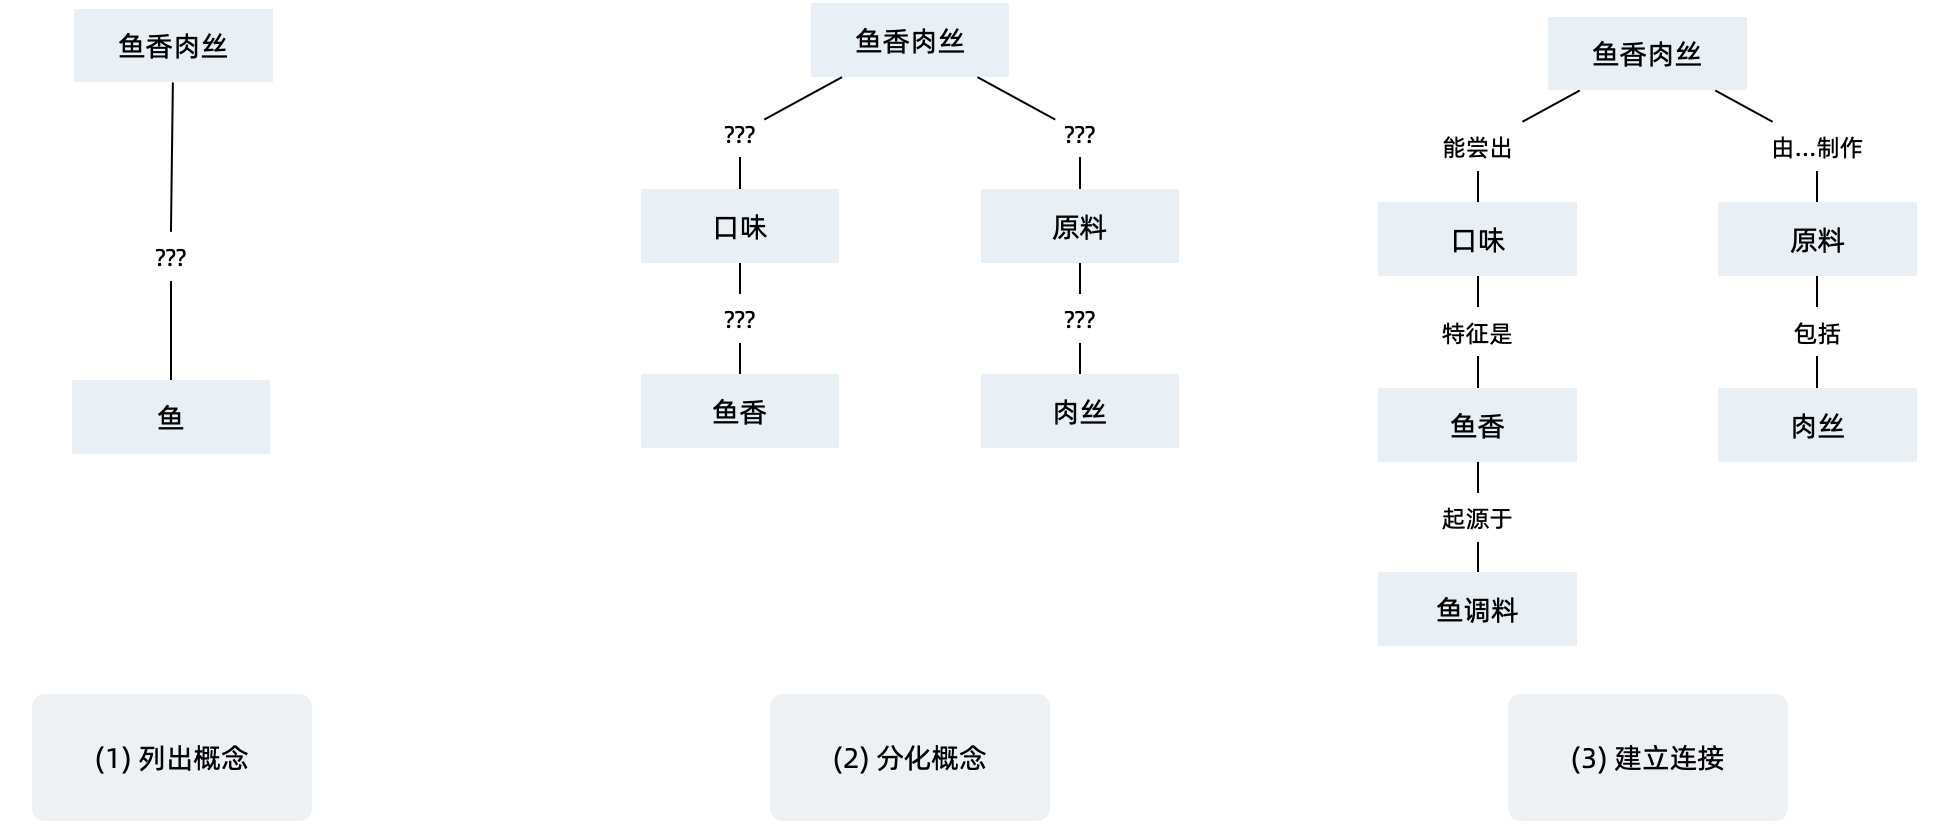 鱼香肉丝
???
鱼
(1) 列出概念
鱼香肉丝
???
???
口味
原料
???
???
鱼香
肉丝
(2) 分化概念
鱼香肉丝
能尝出
由...制作
口味
原料
特征是
包括
鱼香
肉丝
起源于
鱼调料
(3) 建立连接